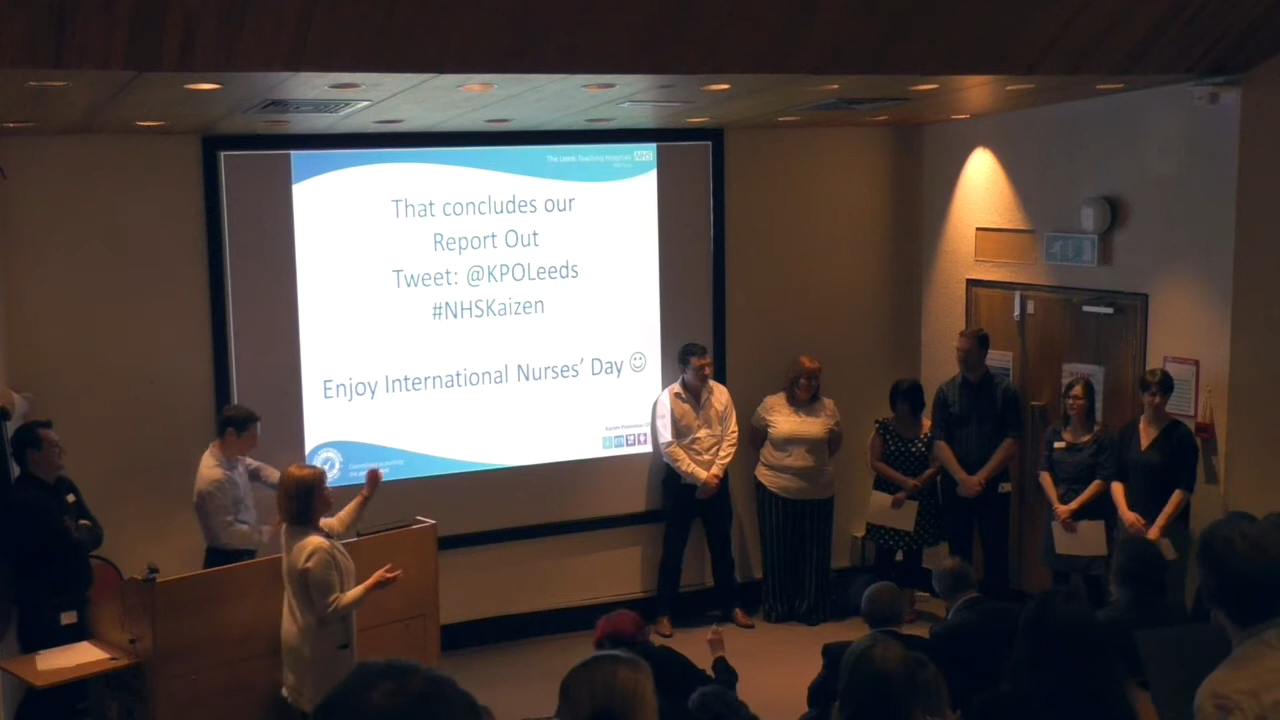 The Leeds Teaching Hospitals NHS
That concludes our
Report Out
Tweet: @KPOLeeds
#NHSKaizen
Enjoy International Nurses’ Day ☺